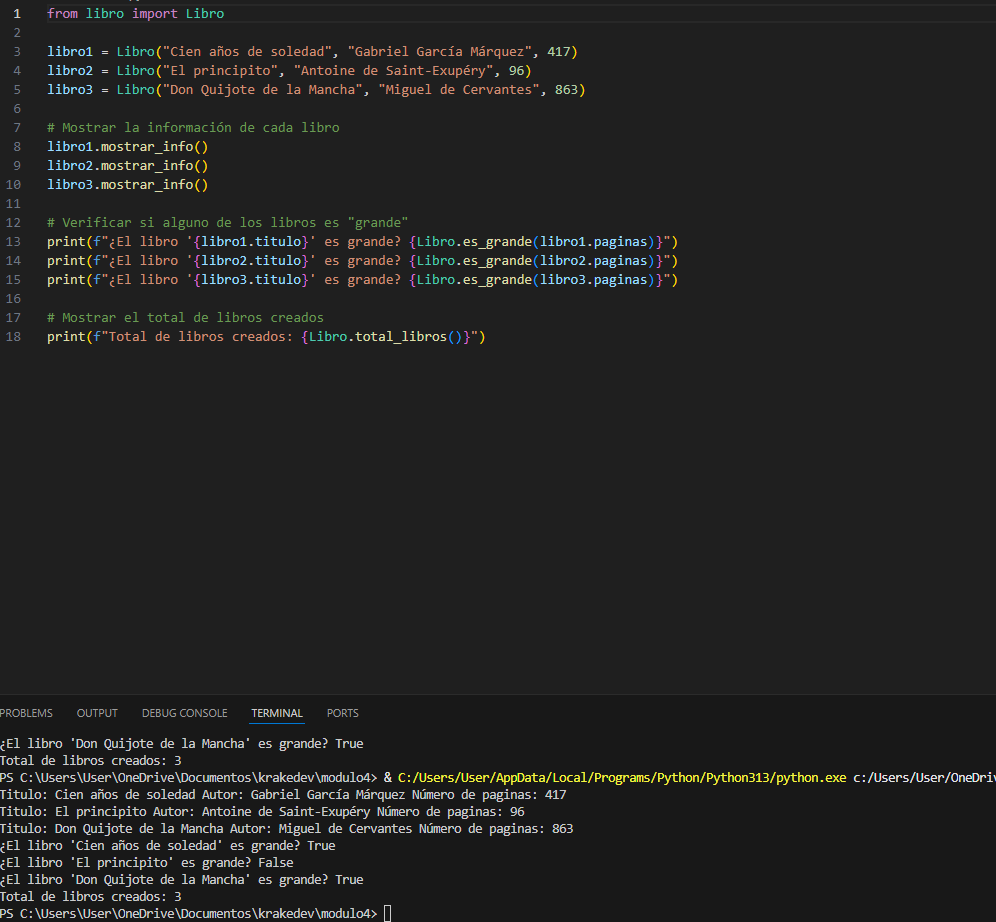 1 from libro import Libro
2
3 libro1 = Libro("Cien años de soledad", "Gabriel García Márquez", 417)
4 libro2 = Libro("El principito", "Antoine de Saint-Exupéry", 96)
5 libro3 = Libro("Don Quijote de la Mancha", "Miguel de Cervantes", 863)
6
7 # Mostrar la información de cada libro
8 libro1.mostrar_info()
9 libro2.mostrar_info()
10 libro3.mostrar_info()
11
12 # Verificar si alguno de los libros es "grande"
13 print(f"¿El libro '{libro1.titulo}' es grande? {Libro.es_grande(libro1.paginas)}")
14 print(f"¿El libro '{libro2.titulo}' es grande? {Libro.es_grande(libro2.paginas)}")
15 print(f"¿El libro '{libro3.titulo}' es grande? {Libro.es_grande(libro3.paginas)}")
16
17 # Mostrar el total de libros creados
18 print(f"Total de libros creados: {Libro.total_libros()}")
PROBLEMS OUTPUT DEBUG CONSOLE TERMINAL PORTS
¿El libro 'Don Quijote de la Mancha' es grande? True
Total de libros creados: 3
PS C:\Users\User\OneDrive\Documentos\krakedev\modulo4> & C:/Users/User/AppData/Local/Programs/Python/Python313/python.exe c:/Users/User/OneDriv
Titulo: Cien años de soledad Autor: Gabriel García Márquez Número de paginas: 417
Titulo: El principito Autor: Antoine de Saint-Exupéry Número de paginas: 96
Titulo: Don Quijote de la Mancha Autor: Miguel de Cervantes Número de paginas: 863
¿El libro 'Cien años de soledad' es grande? True
¿El libro 'El principito' es grande? False
¿El libro 'Don Quijote de la Mancha' es grande? True
Total de libros creados: 3
PS C:\Users\User\OneDrive\Documentos\krakedev\modulo4>